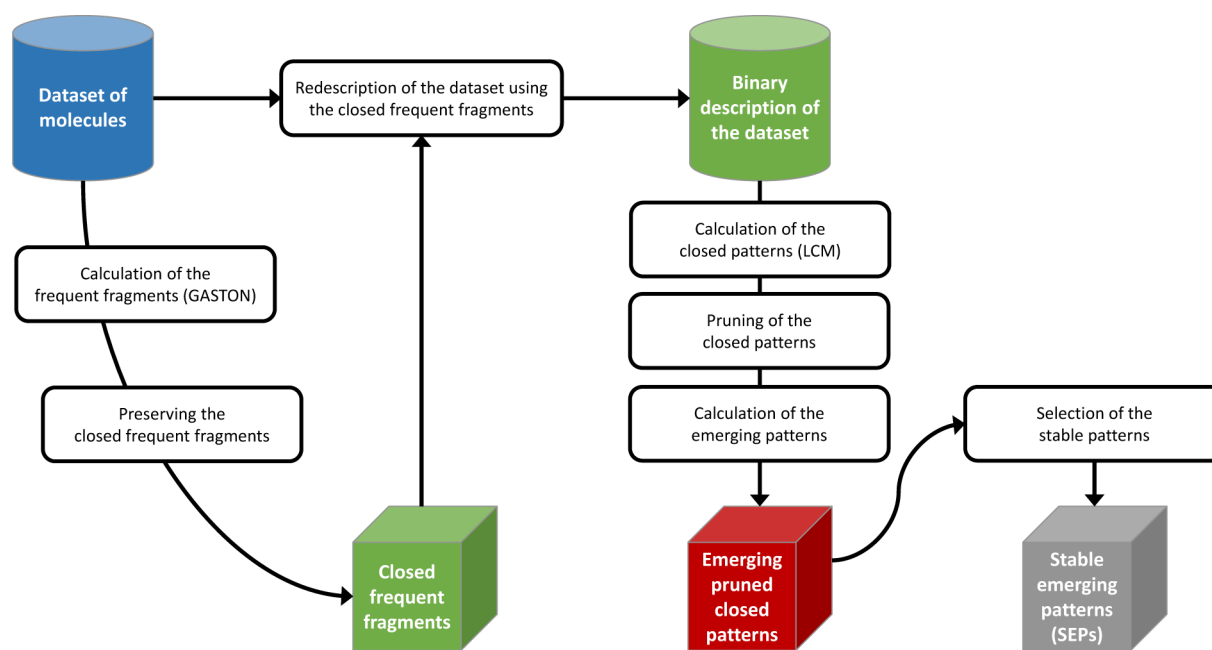 Dataset of
molecules
Redescription of the dataset using
the closed frequent fragments
Binary
description of
the dataset
Calculation of the
frequent fragments (GASTON)
Preserving the
closed frequent fragments
Closed
frequent
fragments
Calculation of the
closed patterns (LCM)
Pruning of the
closed patterns
Calculation of the
emerging patterns
Emerging
pruned
closed
patterns
Selection of the
stable patterns
Stable
emerging
patterns
(SEPs)